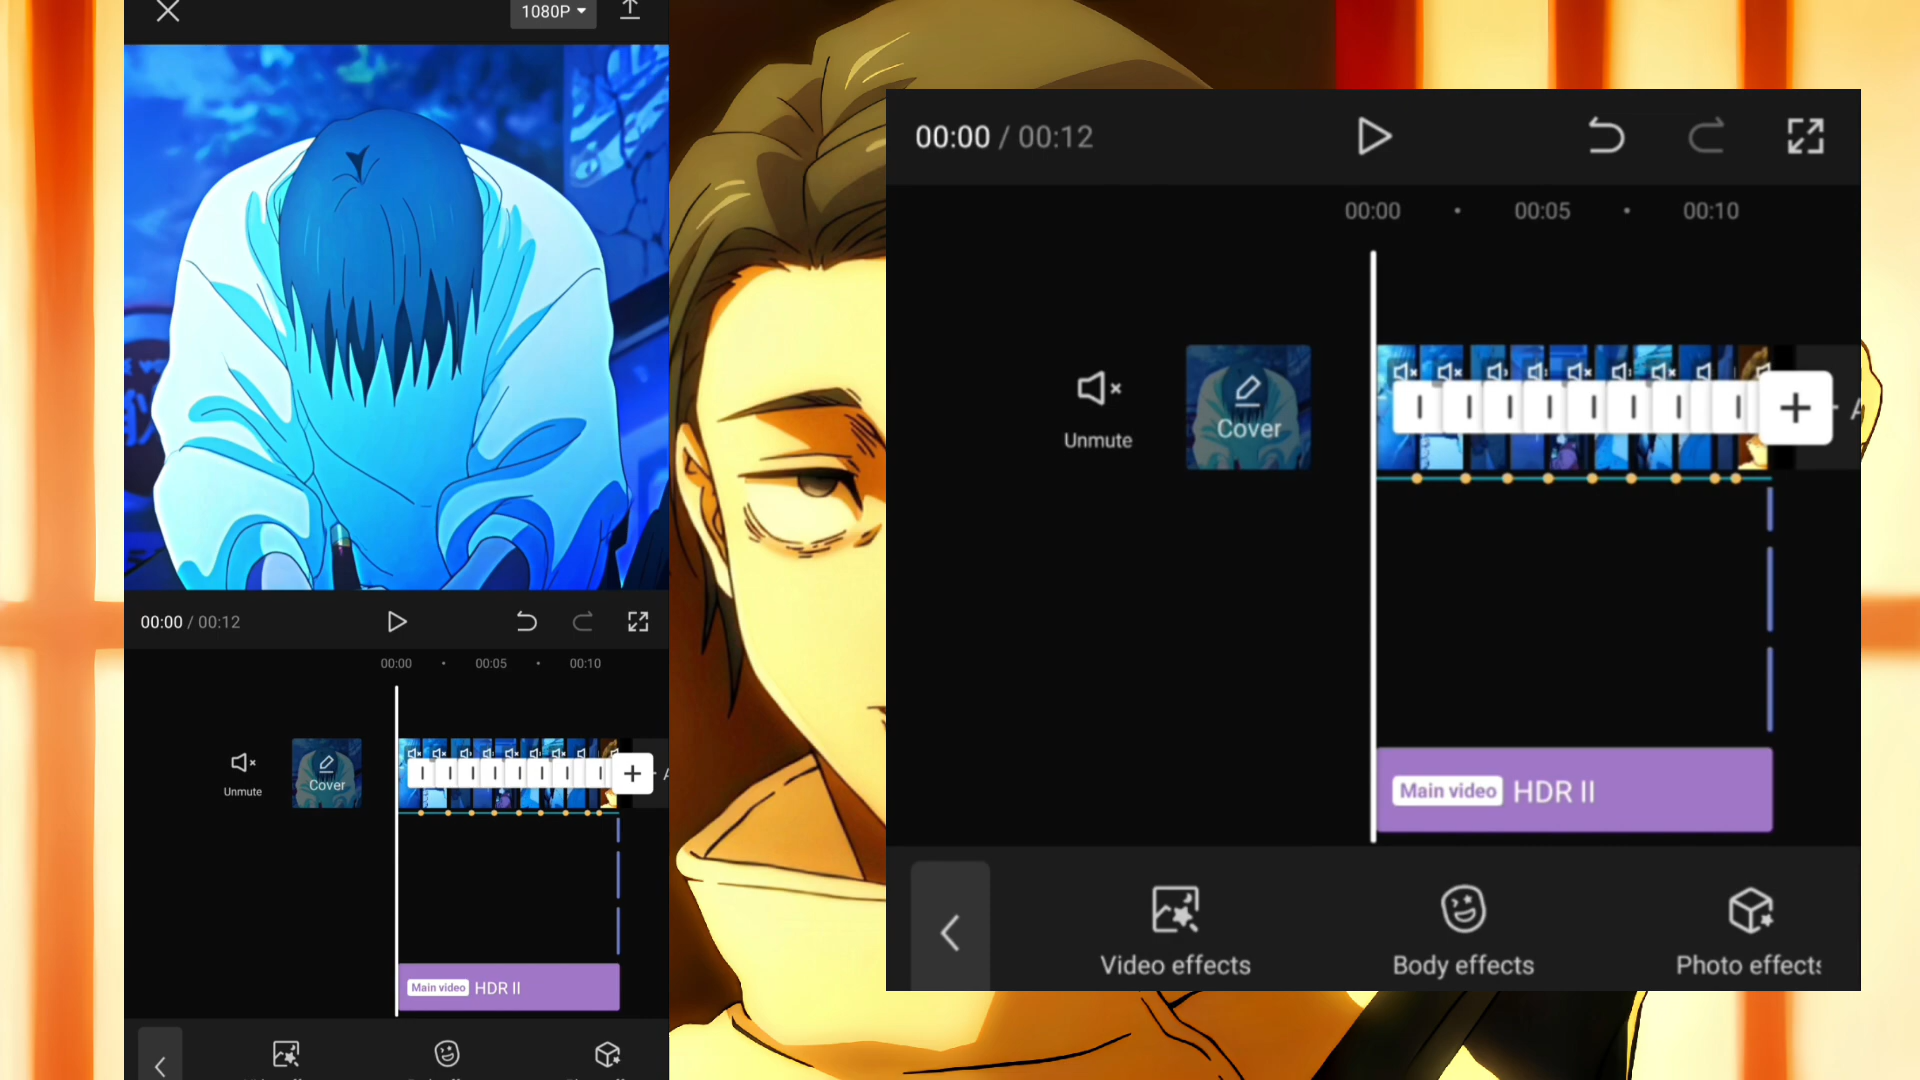 1080P
00:00 / 00:12
00:00 00:05 00:10
Unmute
Cover
Main video HDR II
00:00 / 00:12
00:00 00:05 00:10
Unmute
Cover
Main video HDR II
Video effects
Body effects
Photo effects